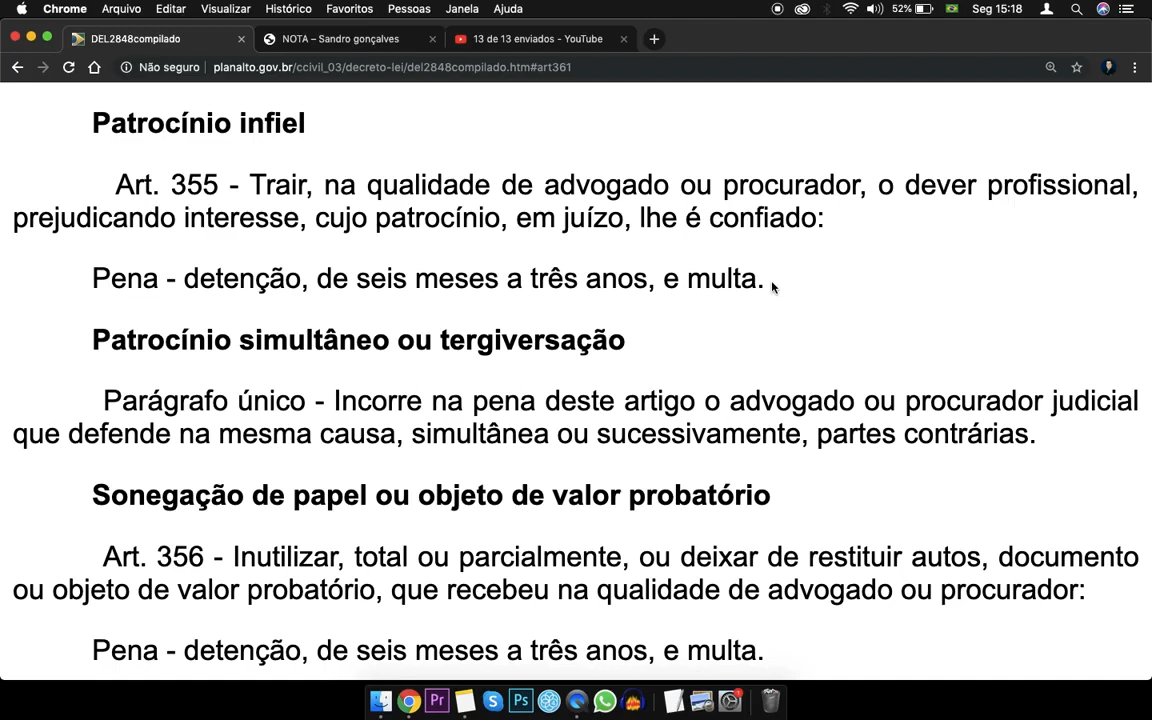 Chrome Arquivo Editar Visualizar Histórico Favoritos Pessoas Janela Ajuda 52% Seg 15:18
DEL2848compilado NOTA – Sandro gonçalves 13 de 13 enviados - YouTube
Não seguro planalto.gov.br/ccivil_03/decreto-lei/del2848compilado.htm#art361
Patrocínio infiel
Art. 355 - Trair, na qualidade de advogado ou procurador, o dever profissional,
prejudicando interesse, cujo patrocínio, em juízo, lhe é confiado:
Pena - detenção, de seis meses a três anos, e multa.
Patrocínio simultâneo ou tergiversação
Parágrafo único - Incorre na pena deste artigo o advogado ou procurador judicial
que defende na mesma causa, simultânea ou sucessivamente, partes contrárias.
Sonegação de papel ou objeto de valor probatório
Art. 356 - Inutilizar, total ou parcialmente, ou deixar de restituir autos, documento
ou objeto de valor probatório, que recebeu na qualidade de advogado ou procurador:
Pena - detenção, de seis meses a três anos, e multa.
Pr S Ps